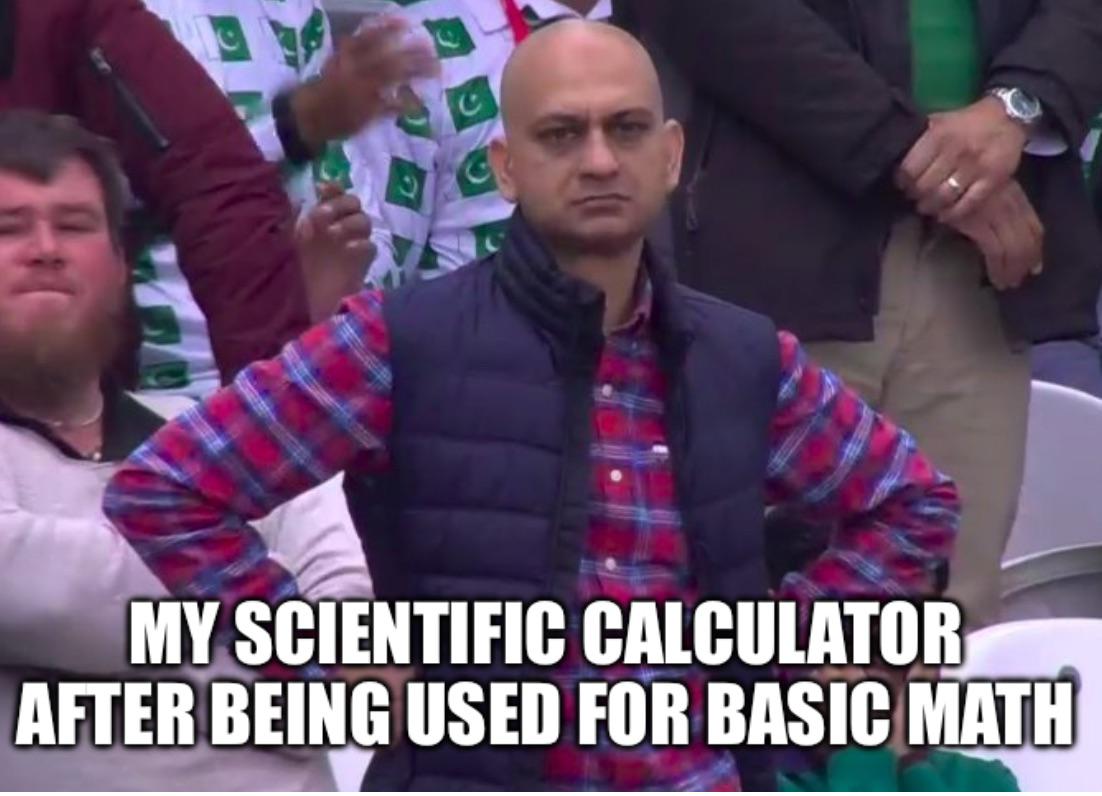 MY SCIENTIFIC CALCULATOR
AFTER BEING USED FOR BASIC MATH